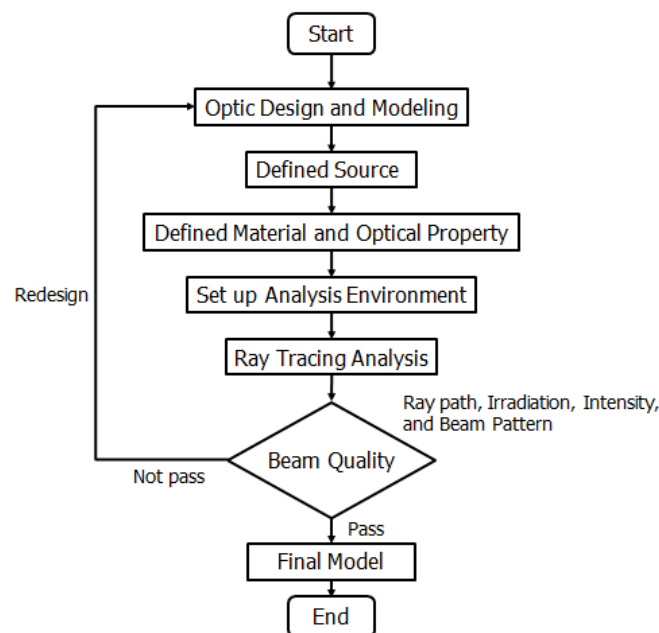 Start
Optic Design and Modeling
Defined Source
Defined Material and Optical Property
Set up Analysis Environment
Redesign
Ray Tracing Analysis
Ray path, Irradiation, Intensity,
and Beam Pattern
Beam Quality
Not pass
Pass
Final Model
End